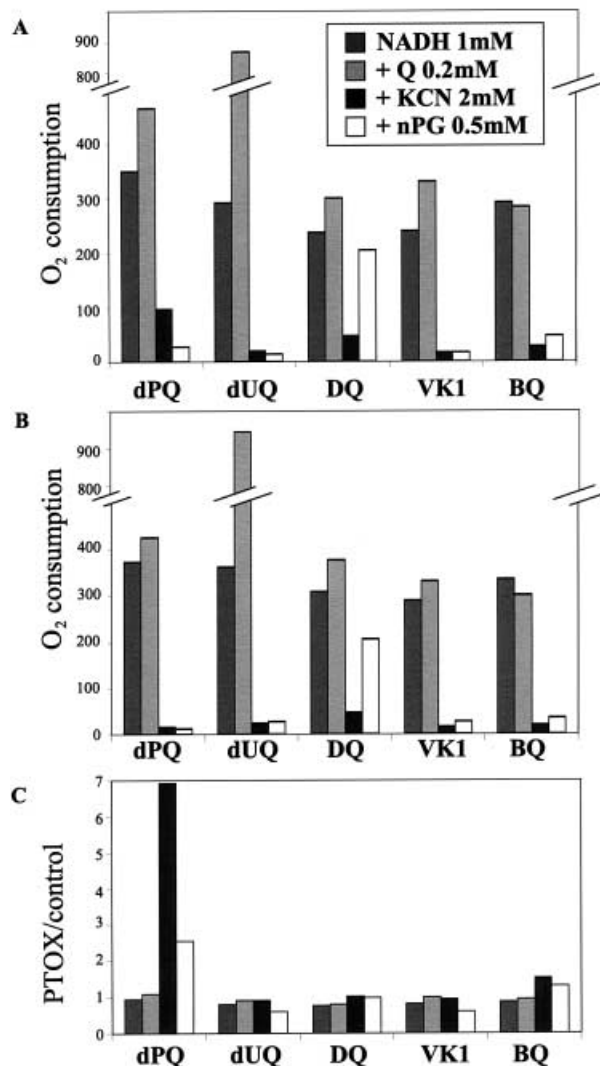 A
900
800
400
300
200
100
0
O2 consumption
NADH 1mM
+ Q 0.2mM
+ KCN 2mM
+ nPG 0.5mM
dPQ dUQ DQ VK1 BQ
B
900
800
400
300
200
100
0
O2 consumption
dPQ dUQ DQ VK1 BQ
C
7
6
5
4
3
2
1
0
PTOX/control
dPQ dUQ DQ VK1 BQ